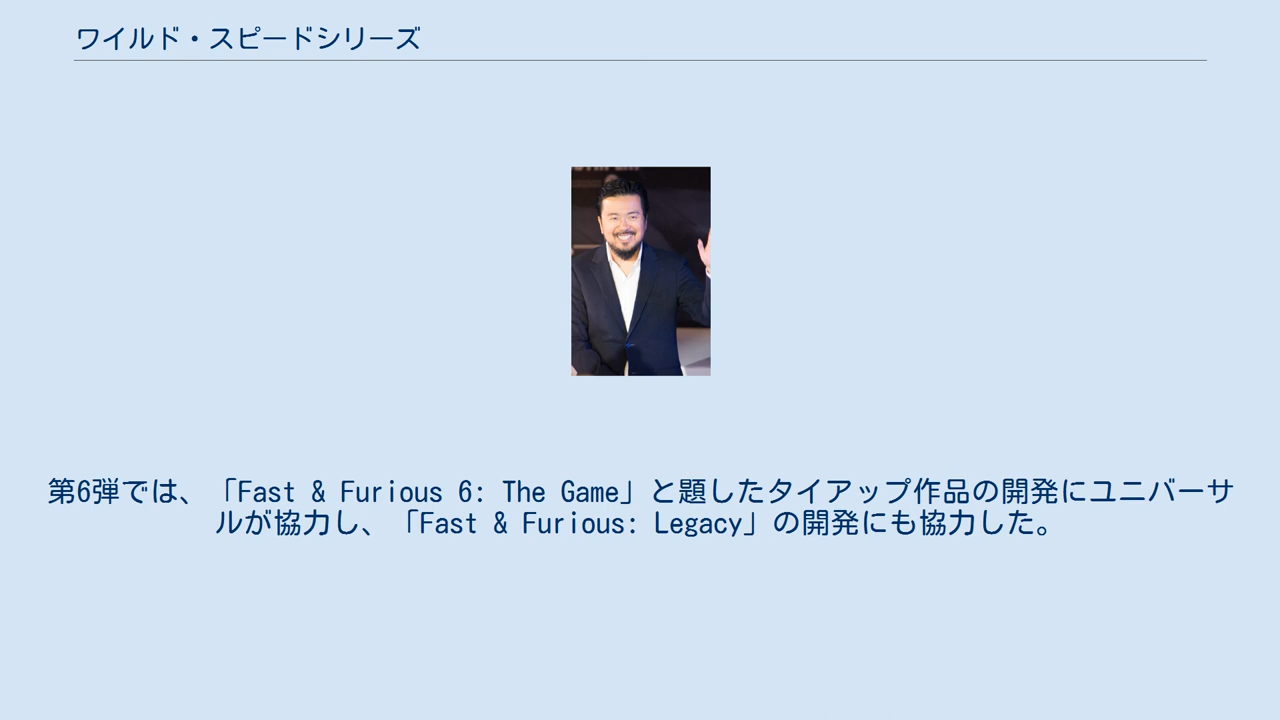 ワイルド・スピードシリーズ
第6弾では、「Fast & Furious 6: The Game」と題したタイアップ作品の開発にユニバーサ
ルが協力し、「Fast & Furious: Legacy」の開発にも協力した。